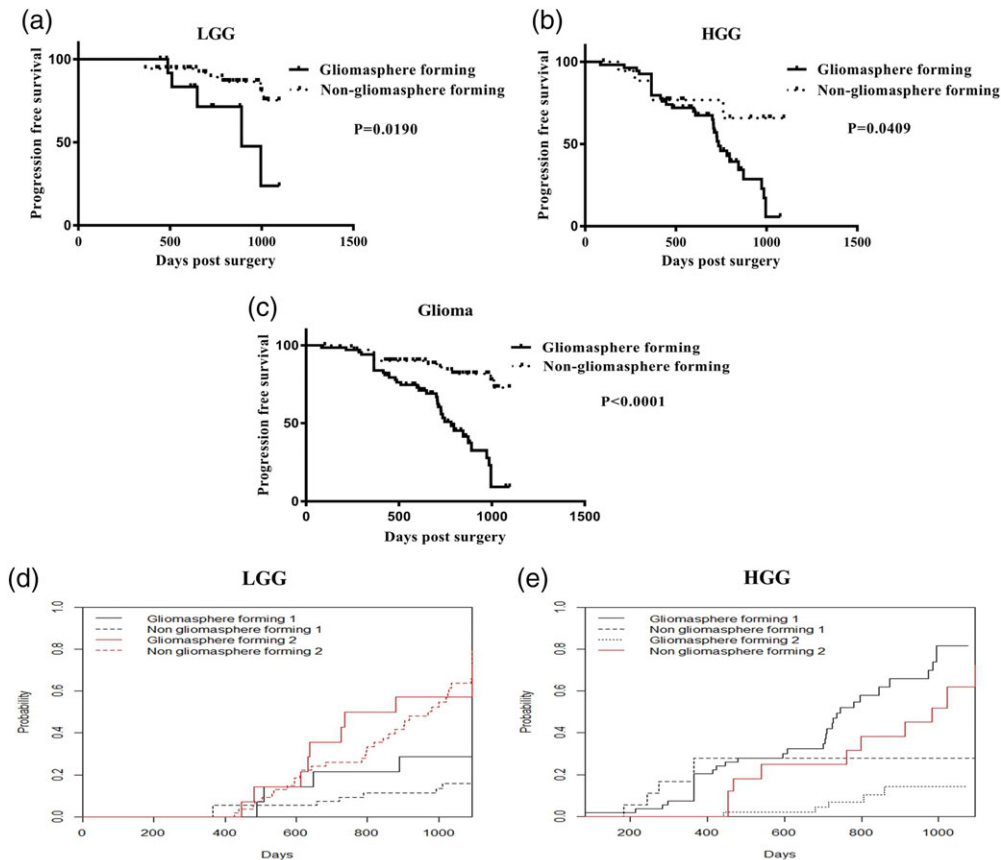 (a)
LGG
Progression free survival
100
50
0
0
500
1000
1500
Days post surgery
Gliomasphere forming
Non-gliomasphere forming
P=0.0190
(b)
HGG
Progression free survival
100
50
0
0
500
1000
1500
Days post surgery
Gliomasphere forming
Non-gliomasphere forming
P=0.0409
(c)
Glioma
Progression free survival
100
50
0
0
500
1000
1500
Days post surgery
Gliomasphere forming
Non-gliomasphere forming
P<0.0001
(d)
LGG
Probability
0.0
0.2
0.4
0.6
0.8
1.0
Gliomasphere forming 1
Non gliomasphere forming 1
Gliomasphere forming 2
Non gliomasphere forming 2
0
200
400
600
800
1000
Days
(e)
HGG
Probability
0.0
0.2
0.4
0.6
0.8
1.0
Gliomasphere forming 1
Non gliomasphere forming 1
Gliomasphere forming 2
Non gliomasphere forming 2
200
400
600
800
1000
Days